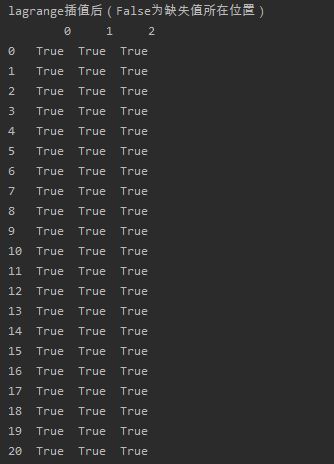 lagrange插值后（False为缺失值所在位置）
0 1 2
0 True True True
1 True True True
2 True True True
3 True True True
4 True True True
5 True True True
6 True True True
7 True True True
8 True True True
9 True True True
10 True True True
11 True True True
12 True True True
13 True True True
14 True True True
15 True True True
16 True True True
17 True True True
18 True True True
19 True True True
20 True True True